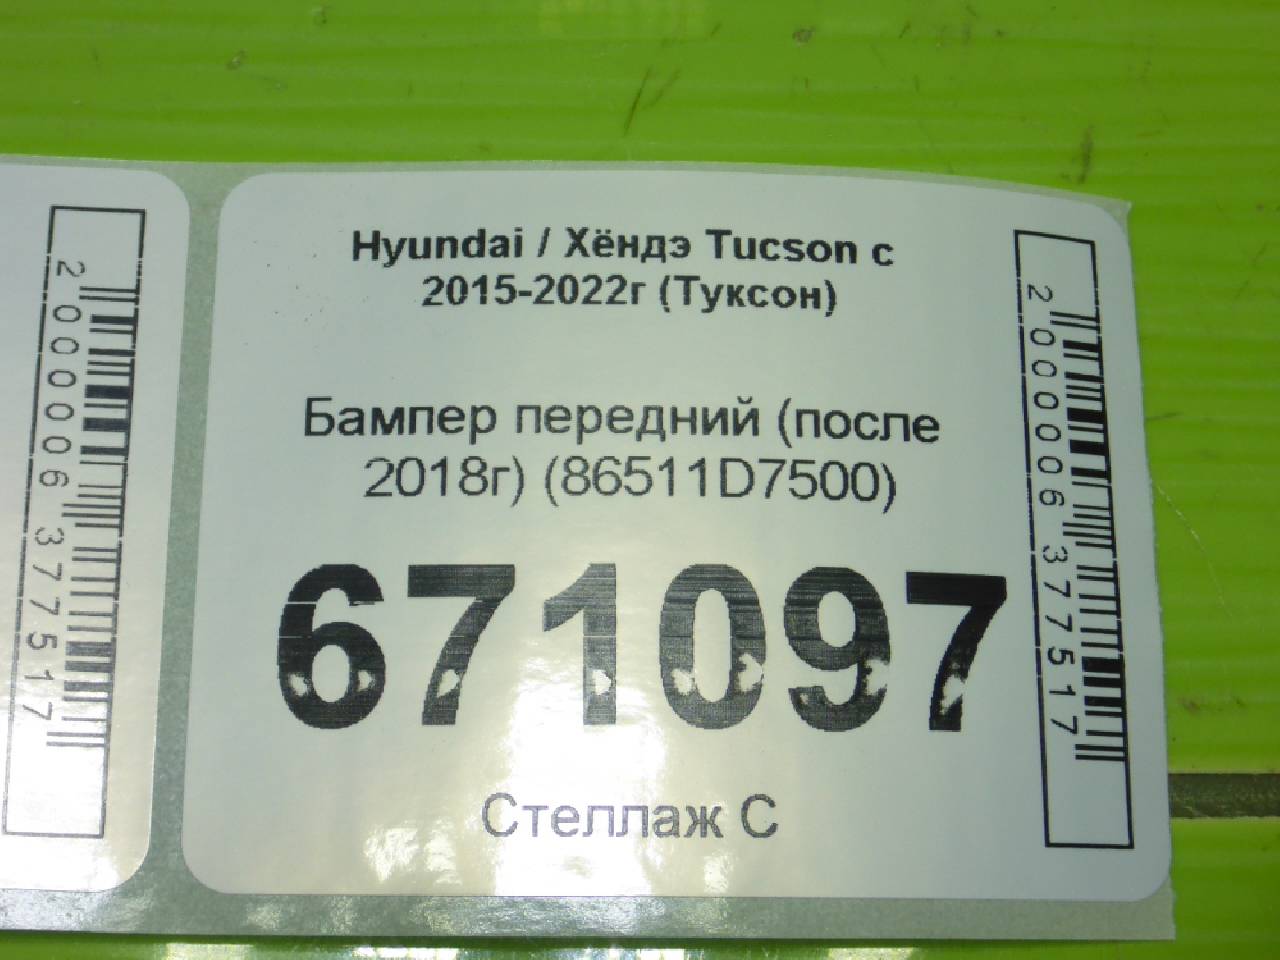 2000006377517
Hyundai / Хёндэ Tucson с
2015-2022г (Туксон)
Бампер передний (после
2018г) (86511D7500)
671097
Стеллаж С
2000006377517